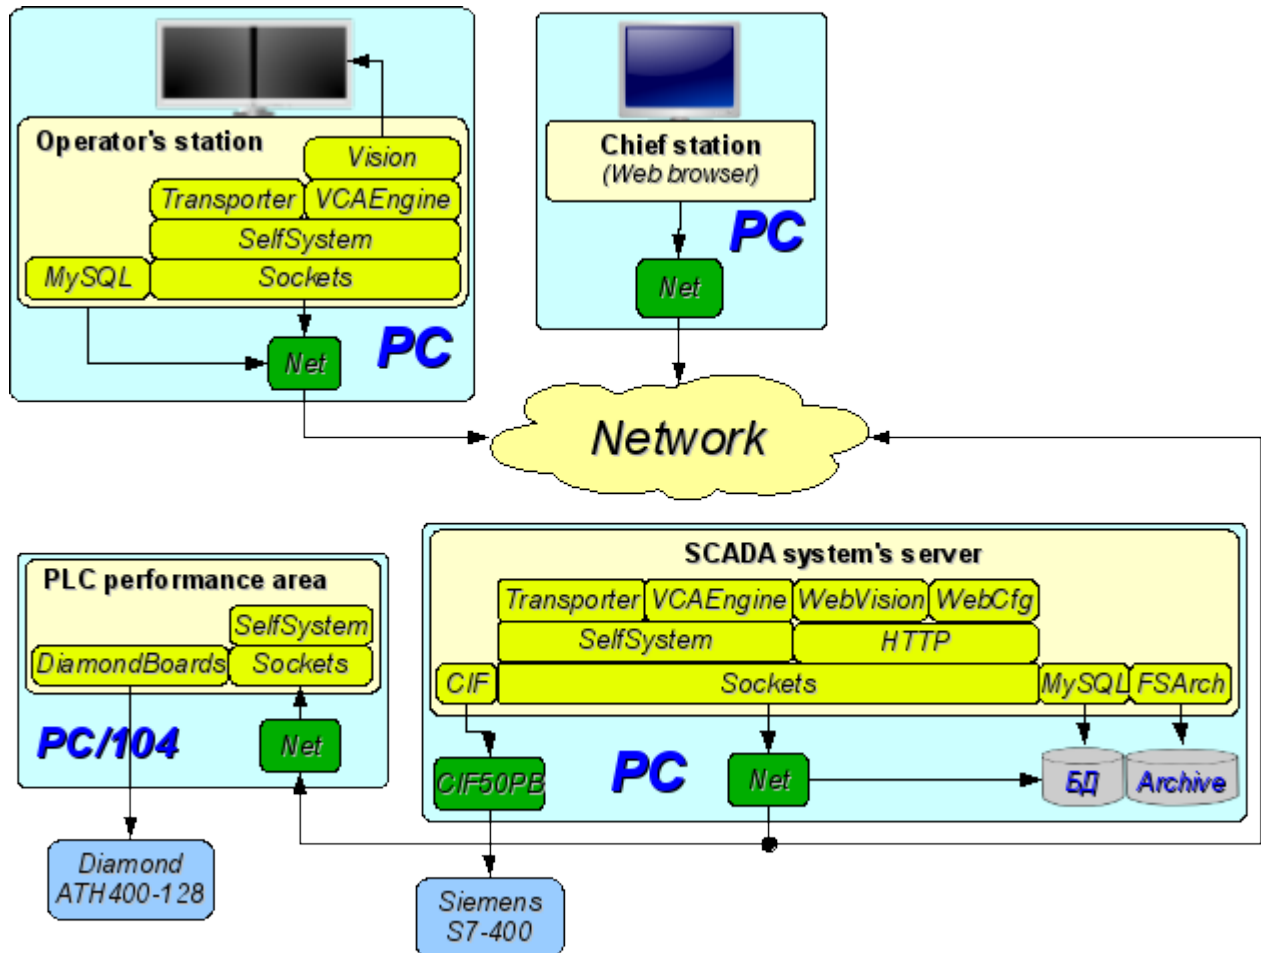 Operator's station
Vision
Transporter
VCAEngine
SelfSystem
MySQL
Sockets
Net
PC
Chief station
(Web browser)
PC
Net
Network
PLC performance area
SelfSystem
DiamondBoards
Sockets
PC/104
Net
Diamond
ATH400-128
SCADA system's server
Transporter
VCAEngine
WebVision
WebCfg
SelfSystem
HTTP
CIF
Sockets
MySQL
FSArch
CIF50PB
PC
Net
БД
Archive
Siemens
S7-400